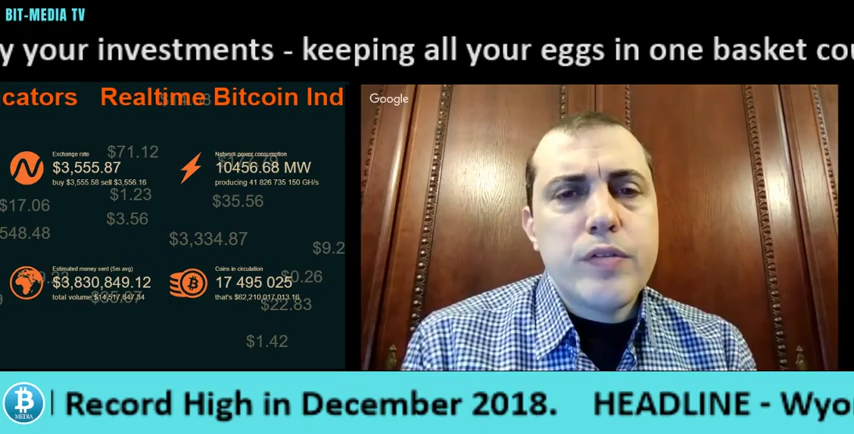 BIT-MEDIA TV
y your investments - keeping all your eggs in one basket cou
cators Realtime Bitcoin Ind
Google
Exchange rate
$3,555.87
buy $3,555.58 sell $3,556.16
Network power consumption
10456.68 MW
producing 41 826 735 150 GH/s
$71.12
$17.06
$1.23
$3.56
$35.56
548.48
$3,334.87
$9.2
Estimated money sent (5m avg)
$3,830,849.12
total volume
Coins in circulation
17 495 025
that's $62,210,017,013.18
$0.26
$22.83
$1.42
B MEDIA
Record High in December 2018. HEADLINE - Wyo